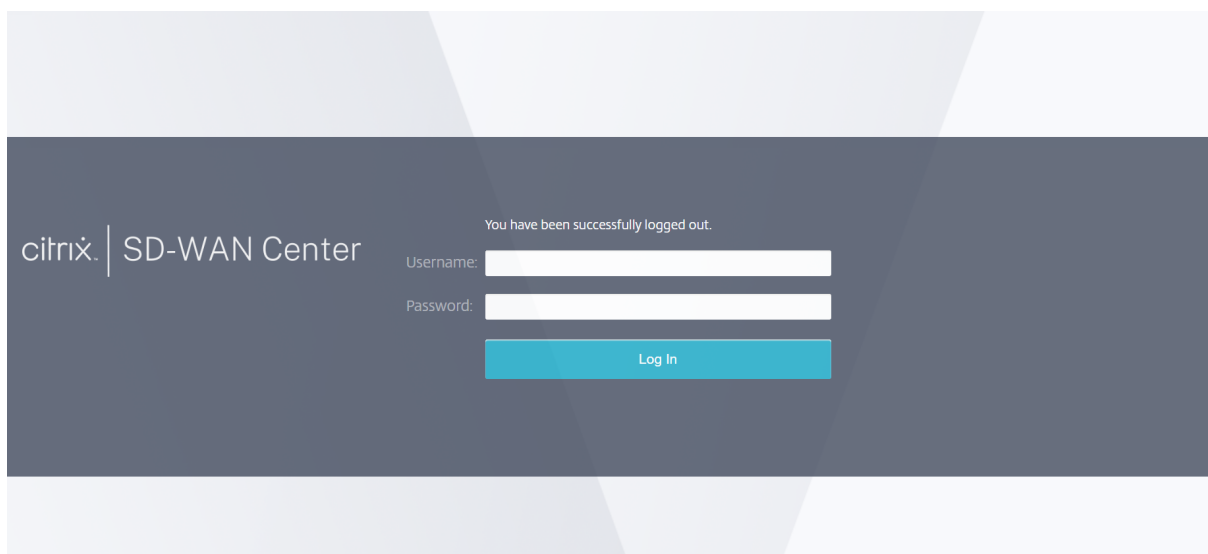 You have been successfully logged out.
citrix. | SD-WAN Center
Username:
Password:
Log In